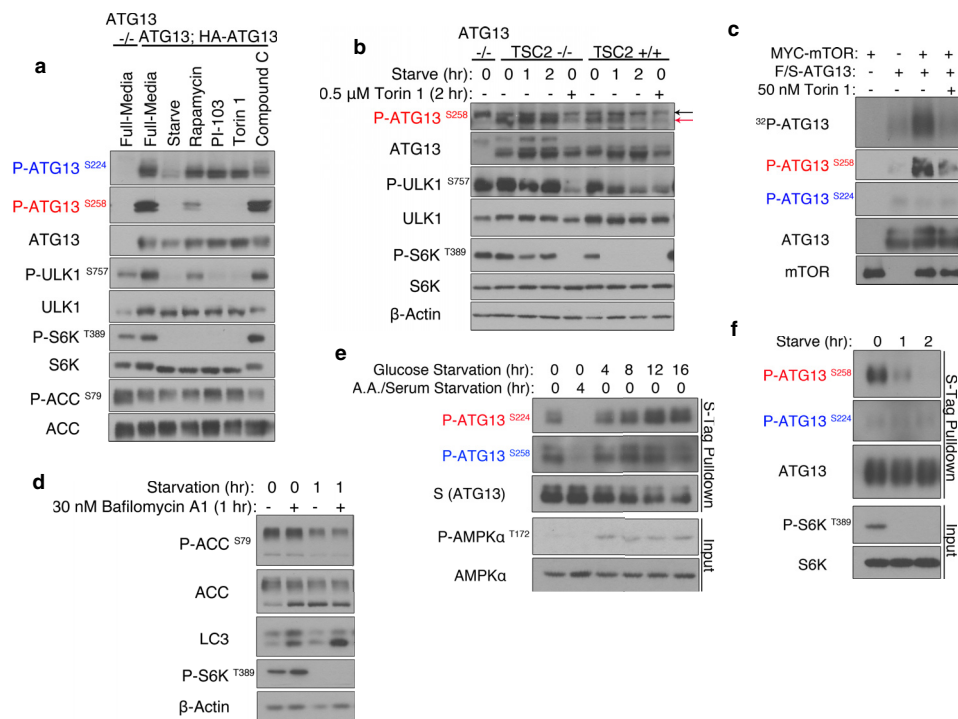 a
ATG13
-/- ATG13; HA-ATG13
Full-Media
Full-Media
Starve
Rapamycin
PI-103
Torin 1
Compound C
P-ATG13 S224
P-ATG13 S258
ATG13
P-ULK1 S757
ULK1
P-S6K T389
S6K
P-ACC S79
ACC
b
ATG13
-/- TSC2 -/- TSC2 +/+
Starve (hr): 0 0 1 2 0 0 1 2 0
0.5 µM Torin 1 (2 hr): - - - - + - - - +
P-ATG13 S258
ATG13
P-ULK1 S757
ULK1
P-S6K T389
S6K
β-Actin
c
MYC-mTOR: + - + +
F/S-ATG13: - + + +
50 nM Torin 1: - - - +
32P-ATG13
P-ATG13 S258
P-ATG13 S224
ATG13
mTOR
d
Starvation (hr): 0 0 1 1
30 nM Bafilomycin A1 (1 hr): - + - +
P-ACC S79
ACC
LC3
P-S6K T389
β-Actin
e
Glucose Starvation (hr): 0 0 4 8 12 16
A.A./Serum Starvation (hr): 0 4 0 0 0 0
P-ATG13 S224
P-ATG13 S258
S (ATG13)
S-Tag Pulldown
P-AMPKα T172
AMPKα
Input
f
Starve (hr): 0 1 2
P-ATG13 S258
P-ATG13 S224
ATG13
S-Tag Pulldown
P-S6K T389
S6K
Input